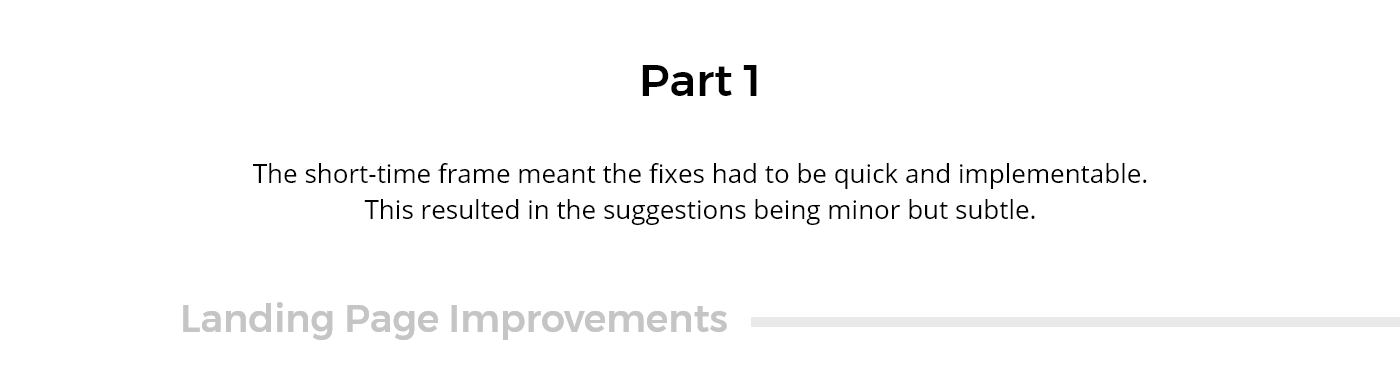 Part 1
The short-time frame meant the fixes had to be quick and implementable.
This resulted in the suggestions being minor but subtle.
Landing Page Improvements